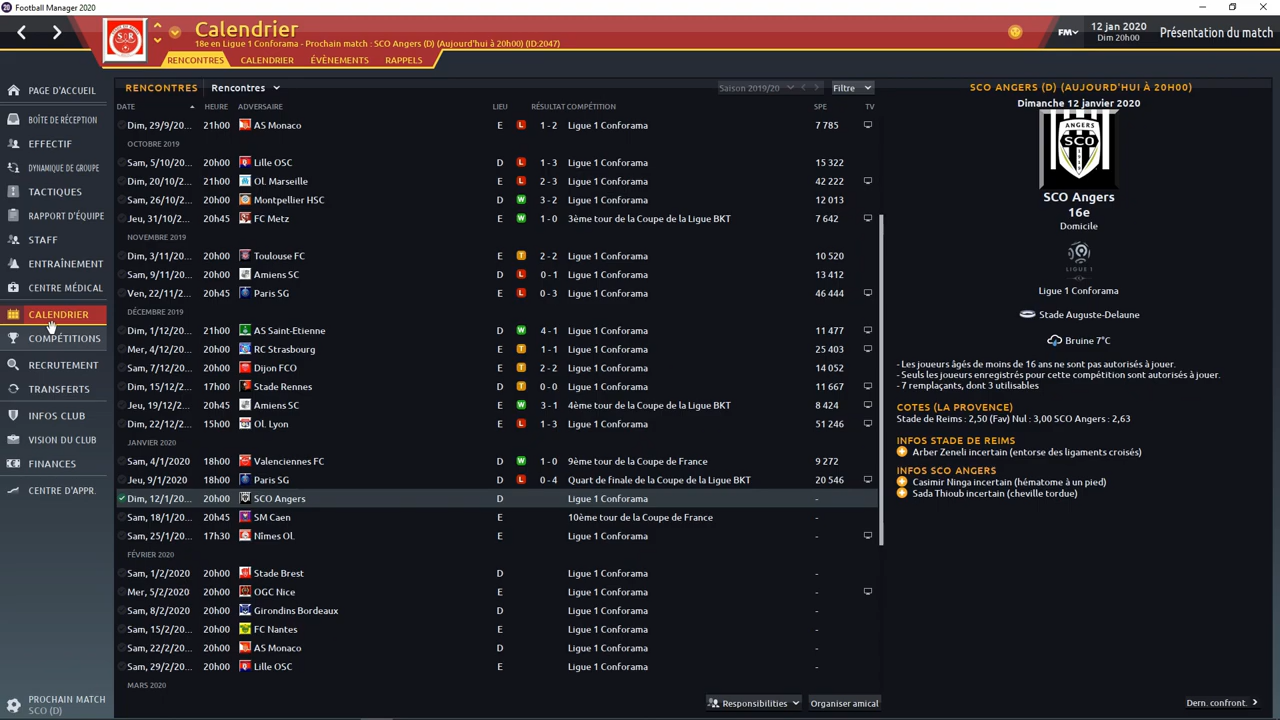 Football Manager 2020
Calendrier
18e en Ligue 1 Conforama - Prochain match : SCO Angers (D) (Aujourd'hui à 20h00) (ID:2047)
FM
12 jan 2020
Dim 20h00
Présentation du match
RENCONTRES CALENDRIER ÉVÈNEMENTS RAPPELS
PAGE D'ACCUEIL
BOÎTE DE RÉCEPTION
EFFECTIF
DYNAMIQUE DE GROUPE
TACTIQUES
RAPPORT D'ÉQUIPE
STAFF
ENTRAÎNEMENT
CENTRE MÉDICAL
CALENDRIER
COMPÉTITIONS
RECRUTEMENT
TRANSFERTS
INFOS CLUB
VISION DU CLUB
FINANCES
CENTRE D'APPR.
PROCHAIN MATCH
SCO (D)
RENCONTRES Rencontres Saison 2019/20 Filtre
DATE HEURE ADVERSAIRE LIEU RÉSULTAT COMPÉTITION SPE TV
Dim, 29/9/20... 21h00 AS Monaco E L 1 - 2 Ligue 1 Conforama 7 785
OCTOBRE 2019
Sam, 5/10/20... 20h00 Lille OSC D L 1 - 3 Ligue 1 Conforama 15 322
Dim, 20/10/2... 21h00 Ol. Marseille E L 2 - 3 Ligue 1 Conforama 42 222
Sam, 26/10/2... 20h00 Montpellier HSC D W 3 - 2 Ligue 1 Conforama 12 013
Jeu, 31/10/2... 20h45 FC Metz E W 1 - 0 3ème tour de la Coupe de la Ligue BKT 7 642
NOVEMBRE 2019
Dim, 3/11/20... 20h00 Toulouse FC E T 2 - 2 Ligue 1 Conforama 10 520
Sam, 9/11/20... 20h00 Amiens SC D L 0 - 1 Ligue 1 Conforama 13 412
Ven, 22/11/2... 20h45 Paris SG E L 0 - 3 Ligue 1 Conforama 46 444
DÉCEMBRE 2019
Dim, 1/12/20... 21h00 AS Saint-Etienne D W 4 - 1 Ligue 1 Conforama 11 477
Mer, 4/12/20... 20h00 RC Strasbourg E T 1 - 1 Ligue 1 Conforama 25 403
Sam, 7/12/20... 20h00 Dijon FCO E T 2 - 2 Ligue 1 Conforama 14 052
Dim, 15/12/2... 17h00 Stade Rennes D T 0 - 0 Ligue 1 Conforama 11 667
Jeu, 19/12/2... 20h45 Amiens SC D W 3 - 1 4ème tour de la Coupe de la Ligue BKT 8 424
Dim, 22/12/2... 15h00 Ol. Lyon E L 1 - 3 Ligue 1 Conforama 51 246
JANVIER 2020
Sam, 4/1/2020 18h00 Valenciennes FC D W 1 - 0 9ème tour de la Coupe de France 9 272
Jeu, 9/1/2020 18h00 Paris SG D L 0 - 4 Quart de finale de la Coupe de la Ligue BKT 20 546
Dim, 12/1/20... 20h00 SCO Angers D Ligue 1 Conforama -
Sam, 18/1/20... 20h45 SM Caen E 10ème tour de la Coupe de France -
Sam, 25/1/20... 17h30 Nîmes Ol. E Ligue 1 Conforama -
FÉVRIER 2020
Sam, 1/2/2020 20h00 Stade Brest D Ligue 1 Conforama -
Mer, 5/2/2020 20h00 OGC Nice E Ligue 1 Conforama -
Sam, 8/2/2020 20h00 Girondins Bordeaux D Ligue 1 Conforama -
Sam, 15/2/20... 20h00 FC Nantes E Ligue 1 Conforama -
Sam, 22/2/20... 20h00 AS Monaco D Ligue 1 Conforama -
Sam, 29/2/20... 20h00 Lille OSC E Ligue 1 Conforama -
MARS 2020
Responsibilities Organiser amical
SCO ANGERS (D) (AUJOURD'HUI À 20H00)
Dimanche 12 janvier 2020
ANGERS
SCO
SCO Angers
16e
Domicile
LIGUE 1
Ligue 1 Conforama
Stade Auguste-Delaune
Bruine 7°C
- Les joueurs âgés de moins de 16 ans ne sont pas autorisés à jouer.
- Seuls les joueurs enregistrés pour cette compétition sont autorisés à jouer.
- 7 remplaçants, dont 3 utilisables
COTES (LA PROVENCE)
Stade de Reims : 2,50 (Fav) Nul : 3,00 SCO Angers : 2,63
INFOS STADE DE REIMS
Arber Zeneli incertain (entorse des ligaments croisés)
INFOS SCO ANGERS
Casimir Ninga incertain (hématome à un pied)
Sada Thioub incertain (cheville tordue)
Dern. confront.